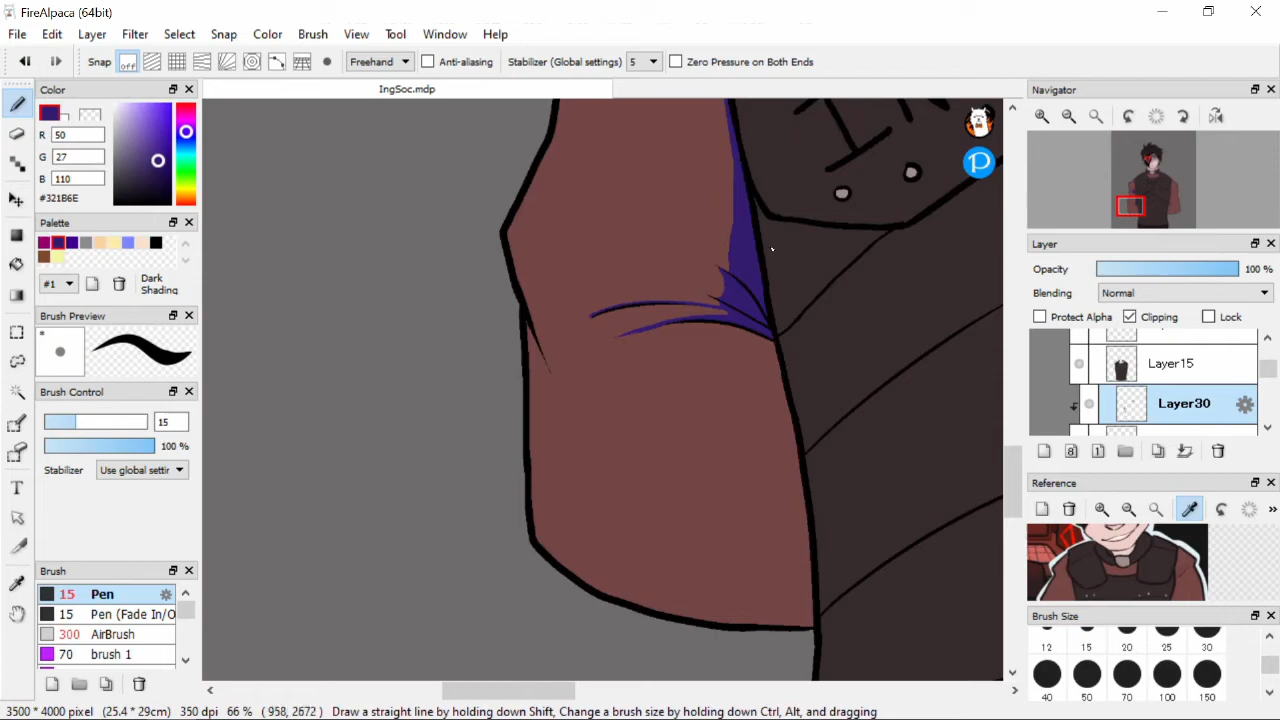 FireAlpaca (64bit)
File Edit Layer Filter Select Snap Color Brush View Tool Window Help
Snap off Freehand Anti-aliasing Stabilizer (Global settings) 5 Zero Pressure on Both Ends
Color
R 50
G 27
B 110
#321B6E
Palette
#1 Dark Shading
Brush Preview
Brush Control
15
100 %
Stabilizer Use global settir
Brush
15 Pen
15 Pen (Fade In/O
300 AirBrush
70 brush 1
IngSoc.mdp
P
Navigator
Layer
Opacity 100 %
Blending Normal
Protect Alpha Clipping Lock
Layer15
Layer30
8 1
Reference
»
Brush Size
12 15 20 25 30
40 50 70 100 150
3500 * 4000 pixel (25.4 * 29cm) 350 dpi 66 % ( 958, 2672 ) Draw a straight line by holding down Shift, Change a brush size by holding down Ctrl, Alt, and dragging